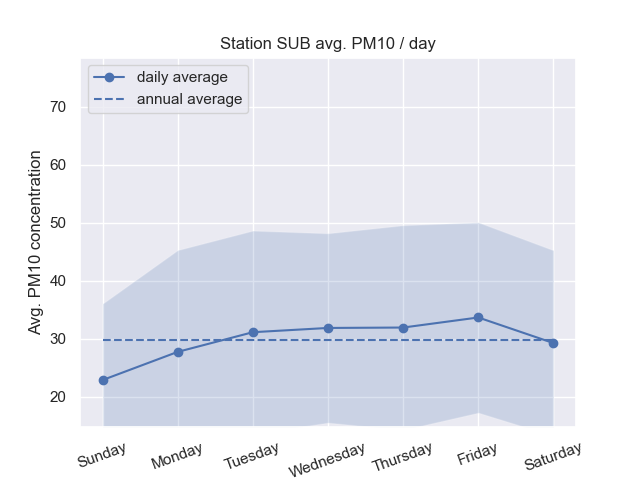 Station SUB avg. PM10 / day
daily average
annual average
Avg. PM10 concentration
70
60
50
40
30
20
Sunday
Monday
Tuesday
Wednesday
Thursday
Friday
Saturday